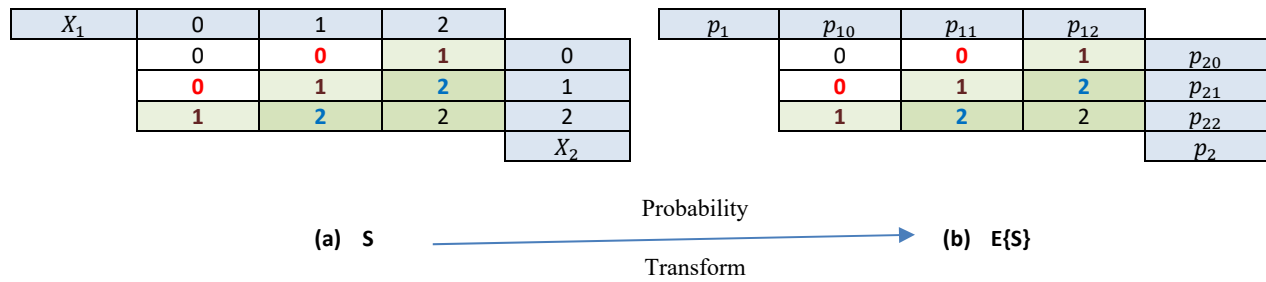 X₁ 0 1 2 p₁ p₁₀ p₁₁ p₁₂
0 0 1 0 0 0 1 p₂₀
0 1 2 1 0 1 2 p₂₁
1 2 2 2 1 2 2 p₂₂
X₂ p₂
Probability
(a) S (b) E{S}
Transform